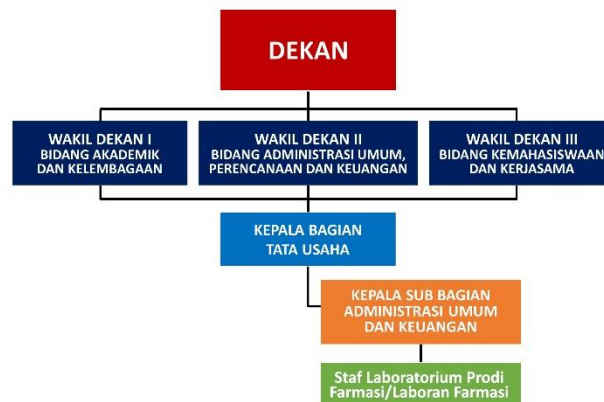 DEKAN
WAKIL DEKAN I
BIDANG AKADEMIK
DAN KELEMBAGAAN
WAKIL DEKAN II
BIDANG ADMINISTRASI UMUM,
PERENCANAAN DAN KEUANGAN
WAKIL DEKAN III
BIDANG KEMAHASISWAAN
DAN KERJASAMA
KEPALA BAGIAN
TATA USAHA
KEPALA SUB BAGIAN
ADMINISTRASI UMUM
DAN KEUANGAN
Staf Laboratorium Prodi
Farmasi/Laboran Farmasi